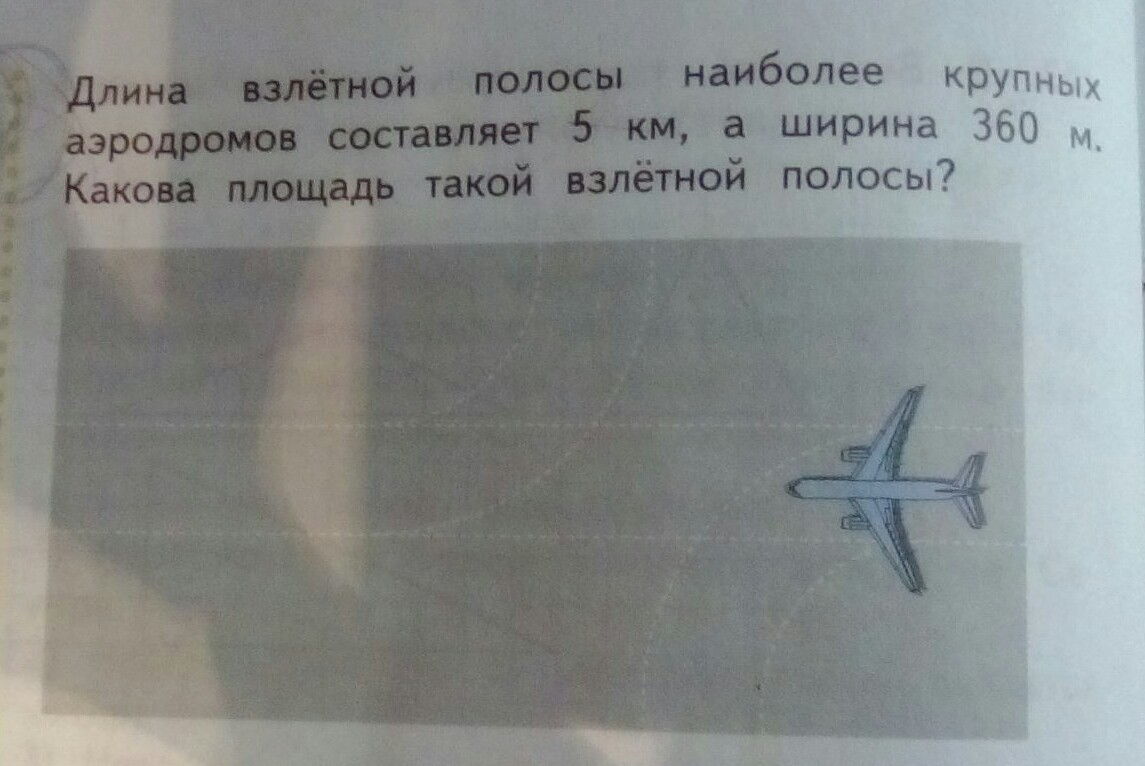 Длина взлётной полосы наиболее крупных
аэродромов составляет 5 км, а ширина 360 м.
Какова площадь такой взлётной полосы?